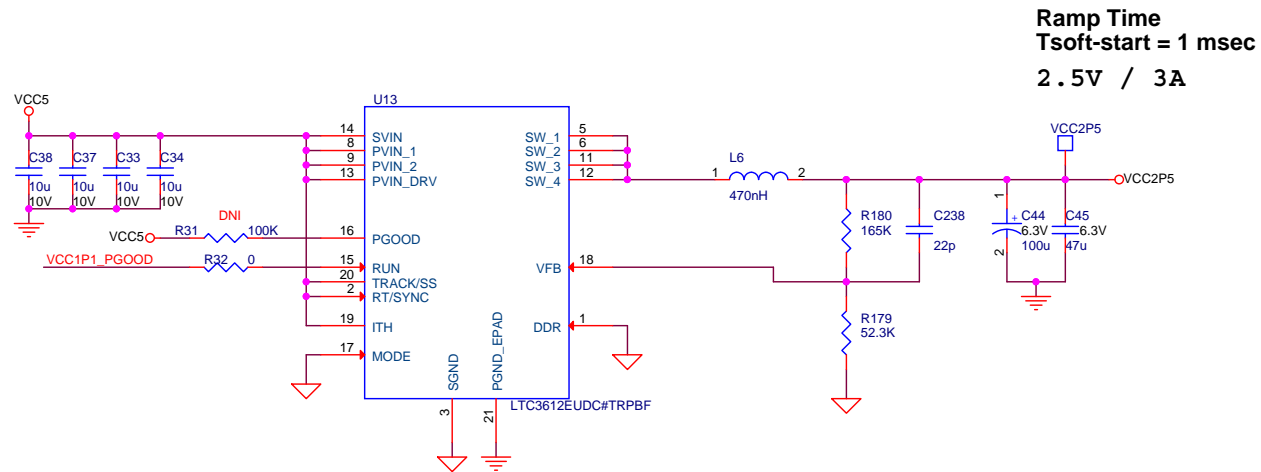 Ramp Time
Tsoft-start = 1 msec
2.5V / 3A
VCC5
C38
10u
10V
C37
10u
10V
C33
10u
10V
C34
10u
10V
U13
14 SVIN
8 PVIN_1
9 PVIN_2
13 PVIN_DRV
16 PGOOD
15 RUN
20 TRACK/SS
2 RT/SYNC
19 ITH
17 MODE
SW_1 5
SW_2 6
SW_3 11
SW_4 12
VFB 18
DDR 1
SGND 3
PGND_EPAD 21
LTC3612EUDC#TRPBF
DNI
VCC5 R31 100K
VCC1P1_PGOOD R32 0
L6
1 2
470nH
R180
165K
C238
22p
R179
52.3K
VCC2P5
VCC2P5
1
C44
+
6.3V
100u
2
C45
6.3V
47u